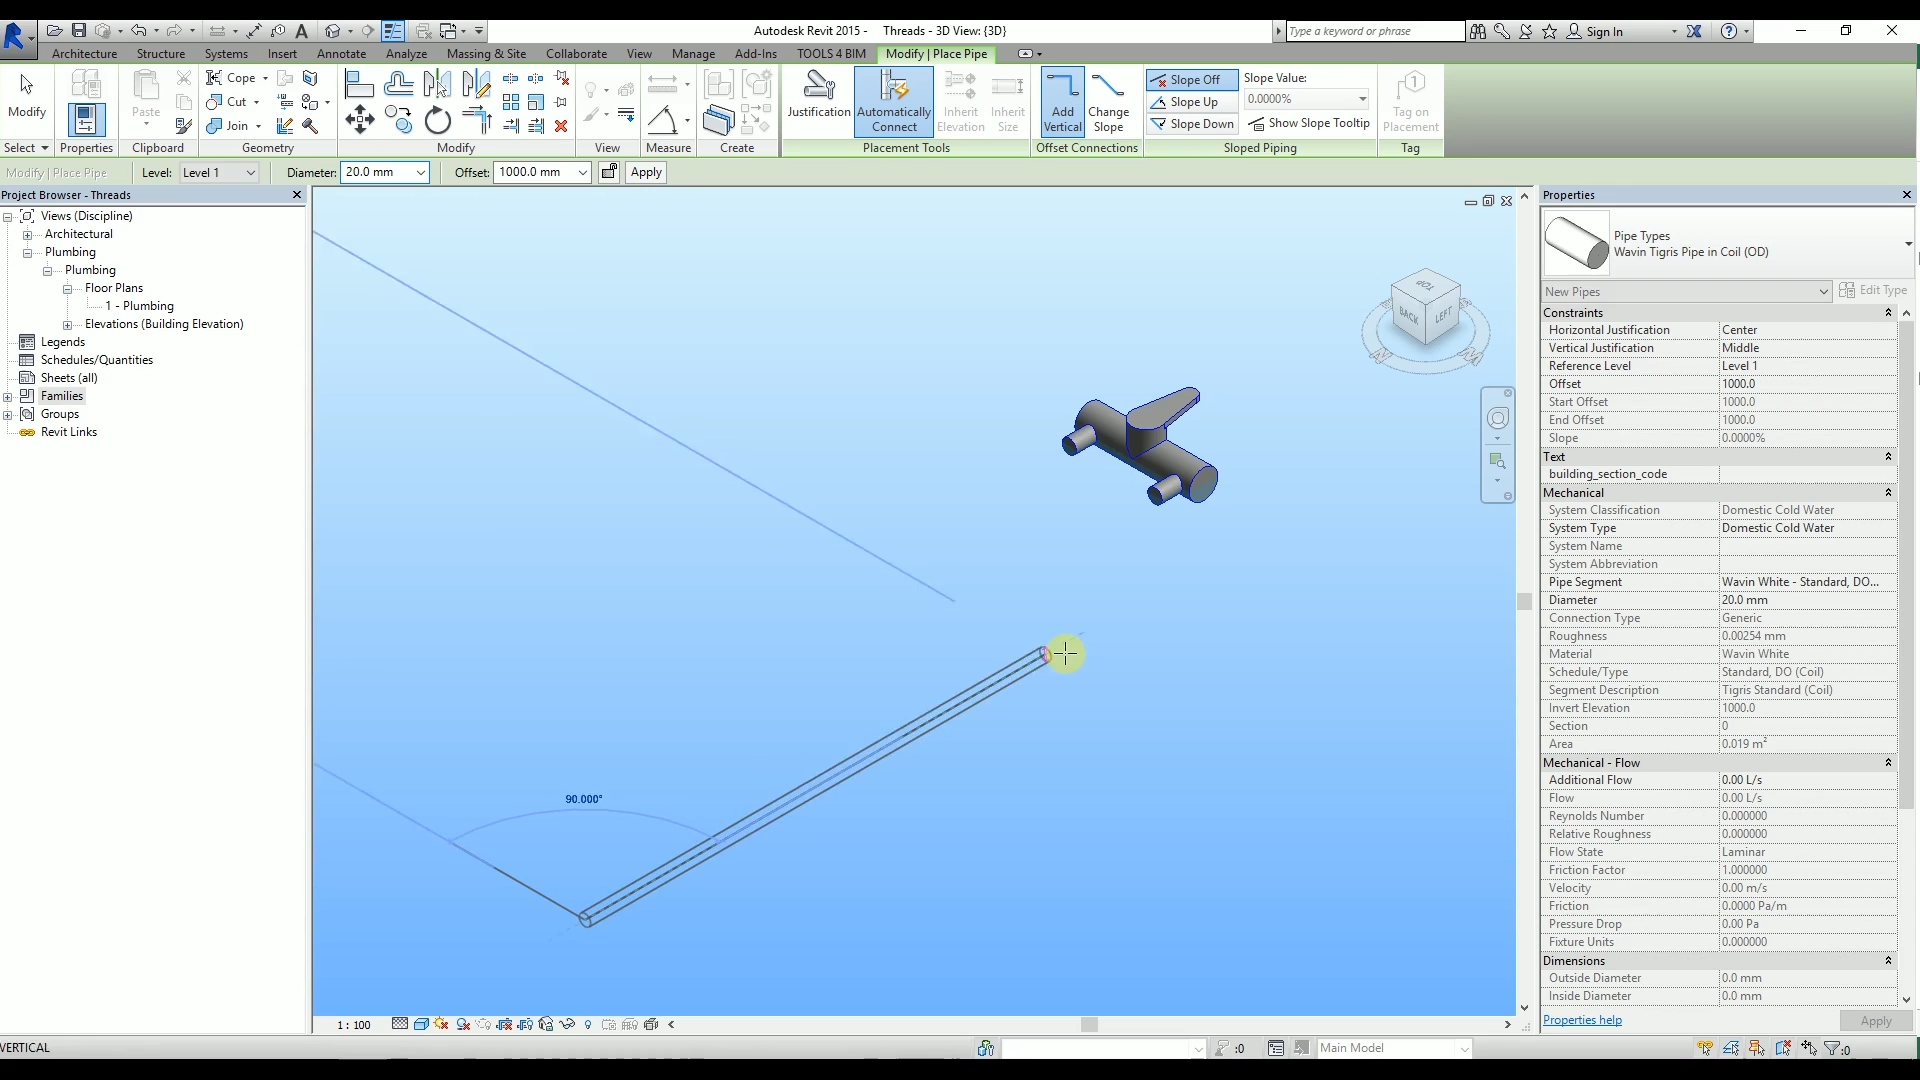 Autodesk Revit 2015 - Threads - 3D View: {3D}
Type a keyword or phrase
Sign In
Architecture Structure Systems Insert Annotate Analyze Massing & Site Collaborate View Manage Add-Ins TOOLS 4 BIM Modify | Place Pipe
Modify
Paste
Cope
Cut
Join
Justification
Automatically Connect
Inherit Elevation
Inherit Size
Add Vertical
Change Slope
Slope Off
Slope Up
Slope Down
Slope Value:
0.0000%
Show Slope Tooltip
Tag on Placement
Select Properties Clipboard Geometry Modify View Measure Create Placement Tools Offset Connections Sloped Piping Tag
Modify | Place Pipe Level: Level 1 Diameter: 20.0 mm Offset: 1000.0 mm Apply
Project Browser - Threads
Views (Discipline)
Architectural
Plumbing
Plumbing
Floor Plans
1 - Plumbing
Elevations (Building Elevation)
Legends
Schedules/Quantities
Sheets (all)
Families
Groups
Revit Links
TOP
BACK
LEFT
90.000°
Properties
Pipe Types
Wavin Tigris Pipe in Coil (OD)
New Pipes Edit Type
Constraints
Horizontal Justification Center
Vertical Justification Middle
Reference Level Level 1
Offset 1000.0
Start Offset 1000.0
End Offset 1000.0
Slope 0.0000%
Text
building_section_code
Mechanical
System Classification Domestic Cold Water
System Type Domestic Cold Water
System Name
System Abbreviation
Pipe Segment Wavin White - Standard, DO...
Diameter 20.0 mm
Connection Type Generic
Roughness 0.00254 mm
Material Wavin White
Schedule/Type Standard, DO (Coil)
Segment Description Tigris Standard (Coil)
Invert Elevation 1000.0
Section 0
Area 0.019 m²
Mechanical - Flow
Additional Flow 0.00 L/s
Flow 0.00 L/s
Reynolds Number 0.000000
Relative Roughness 0.000000
Flow State Laminar
Friction Factor 1.000000
Velocity 0.00 m/s
Friction 0.0000 Pa/m
Pressure Drop 0.00 Pa
Fixture Units 0.000000
Dimensions
Outside Diameter 0.0 mm
Inside Diameter 0.0 mm
Properties help Apply
1 : 100
VERTICAL
:0
Main Model
:0